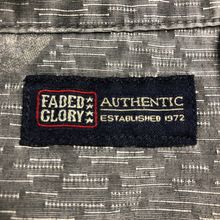 FADED
GLORY
AUTHENTIC
ESTABLISHED 1972